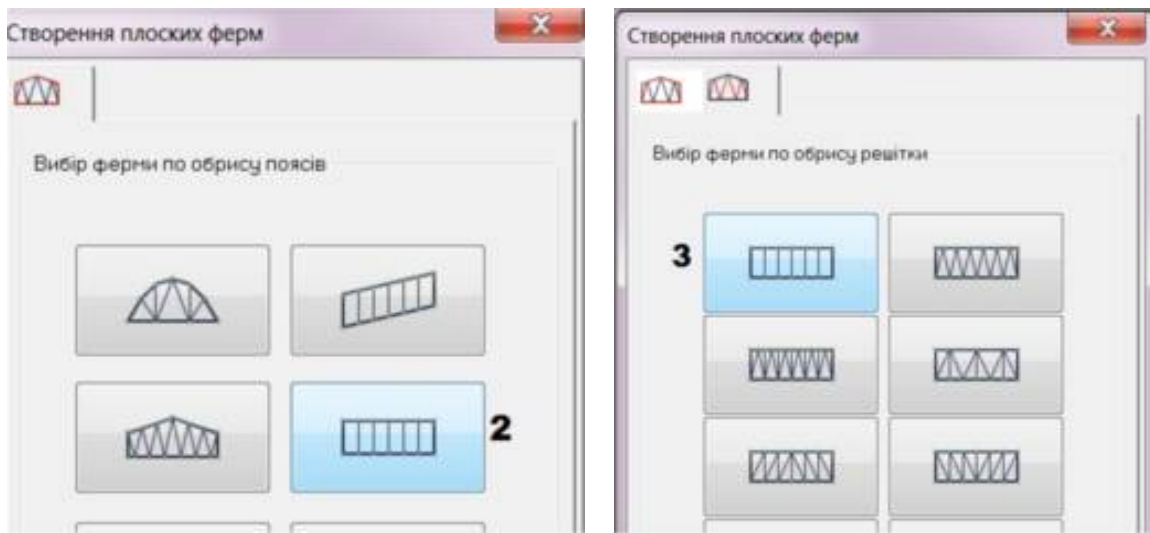 Створення плоских ферм
Вибір ферми по обрису поясів
2
Створення плоских ферм
Вибір ферми по обрису решітки
3